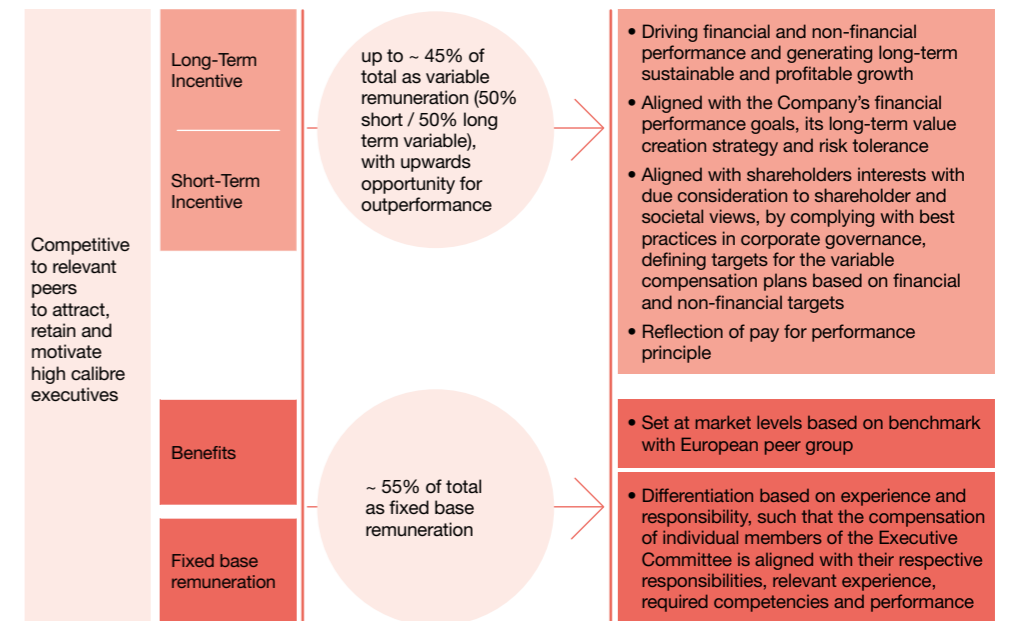 Competitive
to relevant
peers
to attract,
retain and
motivate
high calibre
executives
Long-Term
Incentive
Short-Term
Incentive
up to ~ 45% of
total as variable
remuneration (50%
short / 50% long
term variable),
with upwards
opportunity for
outperformance
• Driving financial and non-financial
performance and generating long-term
sustainable and profitable growth
• Aligned with the Company's financial
performance goals, its long-term value
creation strategy and risk tolerance
• Aligned with shareholders interests with
due consideration to shareholder and
societal views, by complying with best
practices in corporate governance,
defining targets for the variable
compensation plans based on financial
and non-financial targets
• Reflection of pay for performance
principle
Benefits
Fixed base
remuneration
~ 55% of total
as fixed base
remuneration
• Set at market levels based on benchmark
with European peer group
• Differentiation based on experience and
responsibility, such that the compensation
of individual members of the Executive
Committee is aligned with their respective
responsibilities, relevant experience,
required competencies and performance